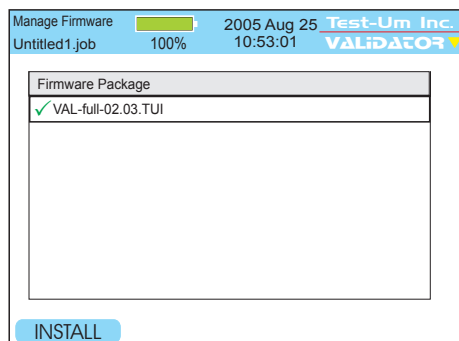 Manage Firmware 2005 Aug 25 Test-Um Inc.
Untitled1.job 100% 10:53:01 VALiDATOR
Firmware Package
VAL-full-02.03.TUI
INSTALL